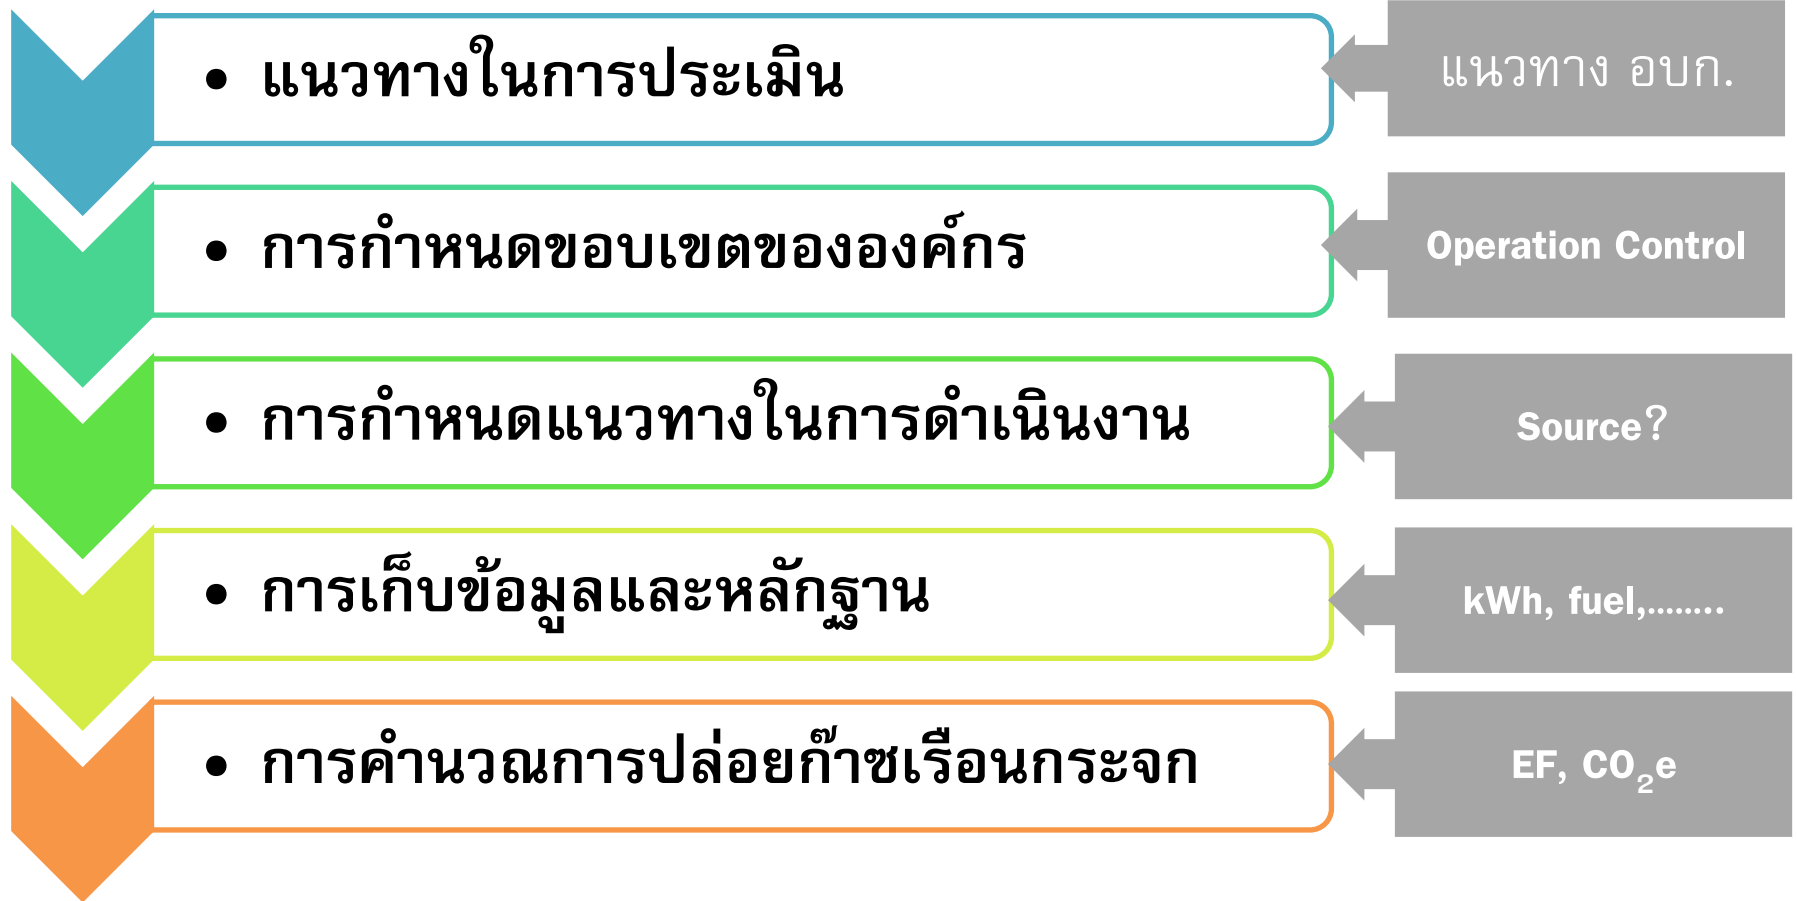 • แนวทางในการประเมิน
แนวทาง อบก.
• การกำหนดขอบเขตขององค์กร
Operation Control
• การกำหนดแนวทางในการดำเนินงาน
Source?
• การเก็บข้อมูลและหลักฐาน
kWh, fuel,........
• การคำนวณการปล่อยก๊าซเรือนกระจก
EF, CO₂e